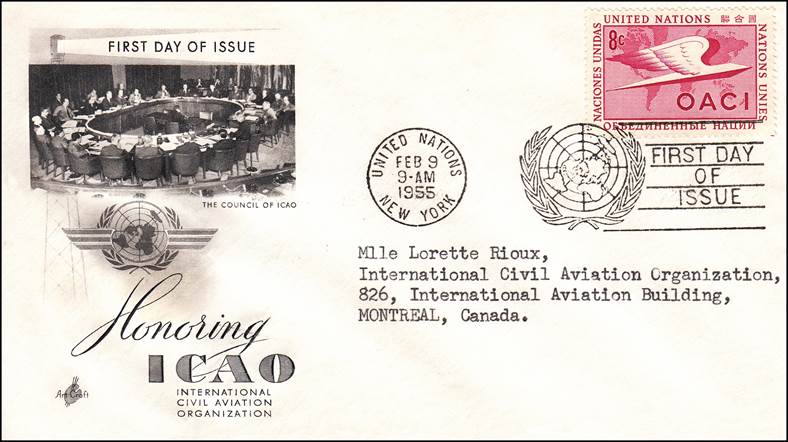 FIRST DAY OF ISSUE
THE COUNCIL OF ICAO
Honoring
ICAO
INTERNATIONAL
CIVIL AVIATION
ORGANIZATION
Art Craft
UNITED NATIONS
FEB 9
9-AM
1955
NEW YORK
UNITED NATIONS 聯合國
NACIONES UNIDAS
NATIONS UNIES
8c
OACI
ОБЪЕДИНЕННЫЕ НАЦИИ
FIRST DAY
OF
ISSUE
Mlle Lorette Rioux,
International Civil Aviation Organization,
826, International Aviation Building,
MONTREAL, Canada.